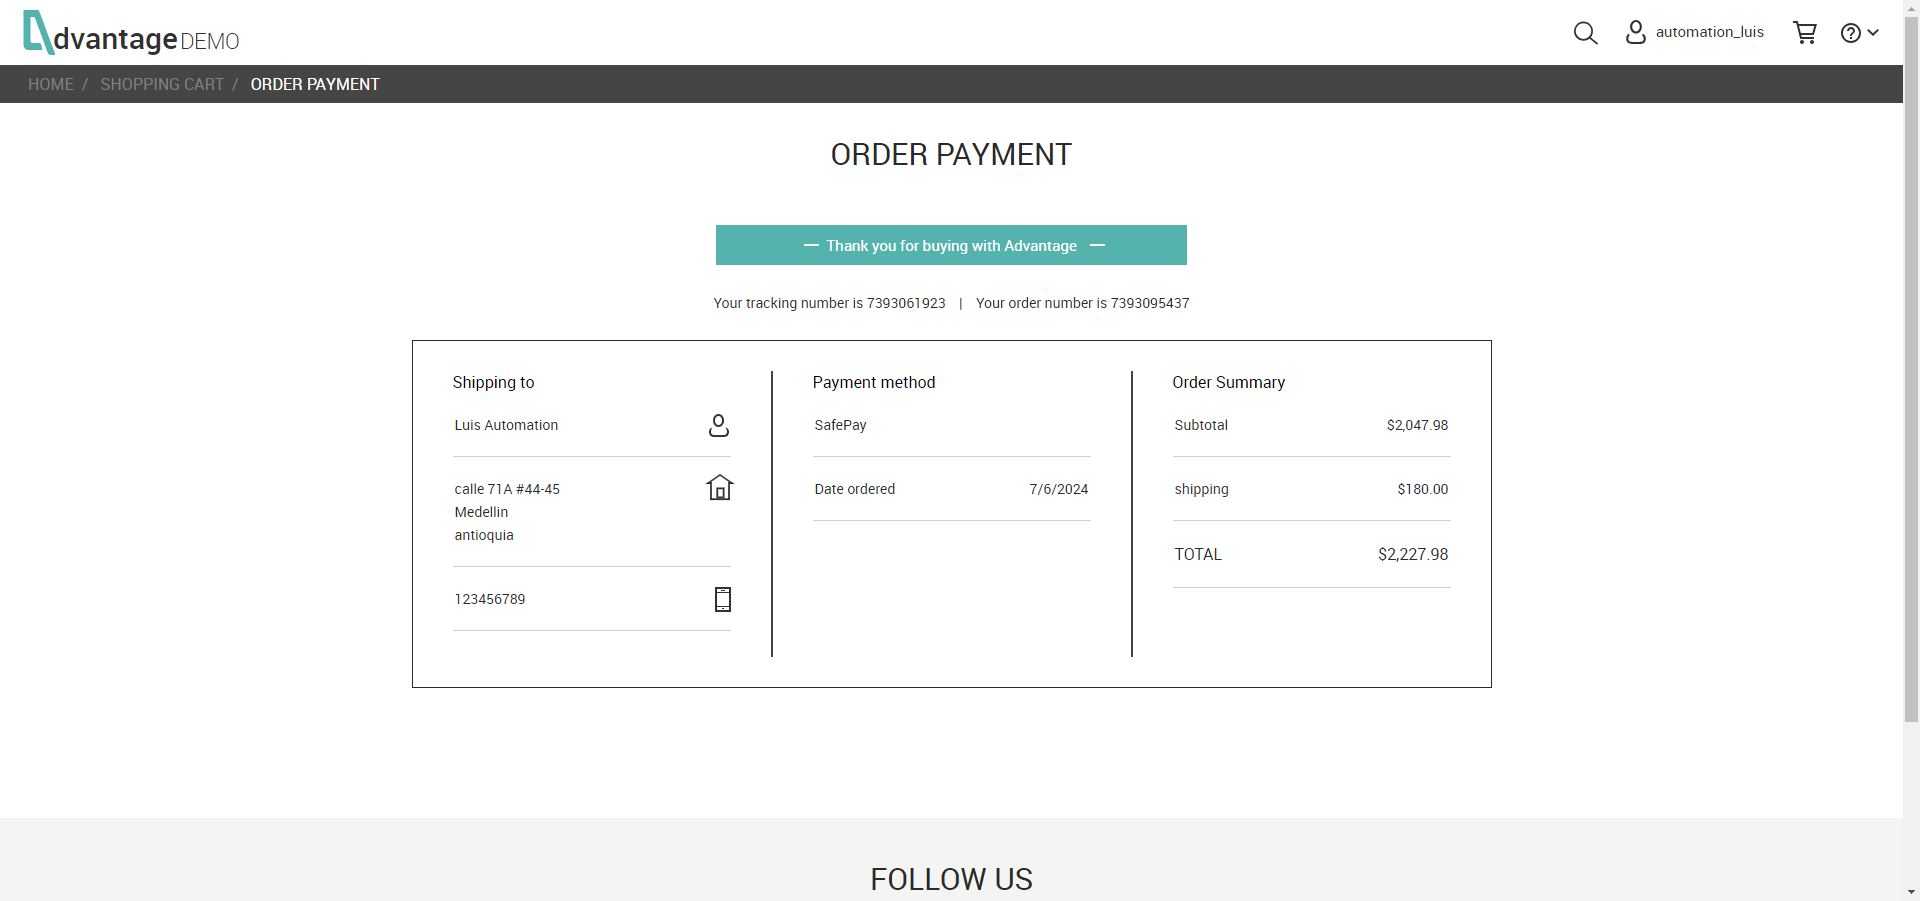 dvantage DEMO
automation_luis
HOME / SHOPPING CART / ORDER PAYMENT
ORDER PAYMENT
— Thank you for buying with Advantage —
Your tracking number is 7393061923 | Your order number is 7393095437
Shipping to
Luis Automation
calle 71A #44-45
Medellin
antioquia
123456789
Payment method
SafePay
Date ordered 7/6/2024
Order Summary
Subtotal $2,047.98
shipping $180.00
TOTAL $2,227.98
FOLLOW US